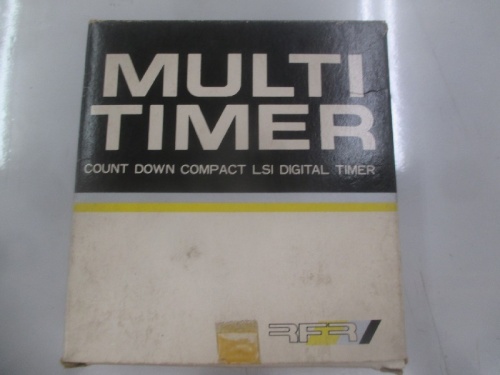 MULTI
TIMER
COUNT DOWN COMPACT LSI DIGITAL TIMER
RFR